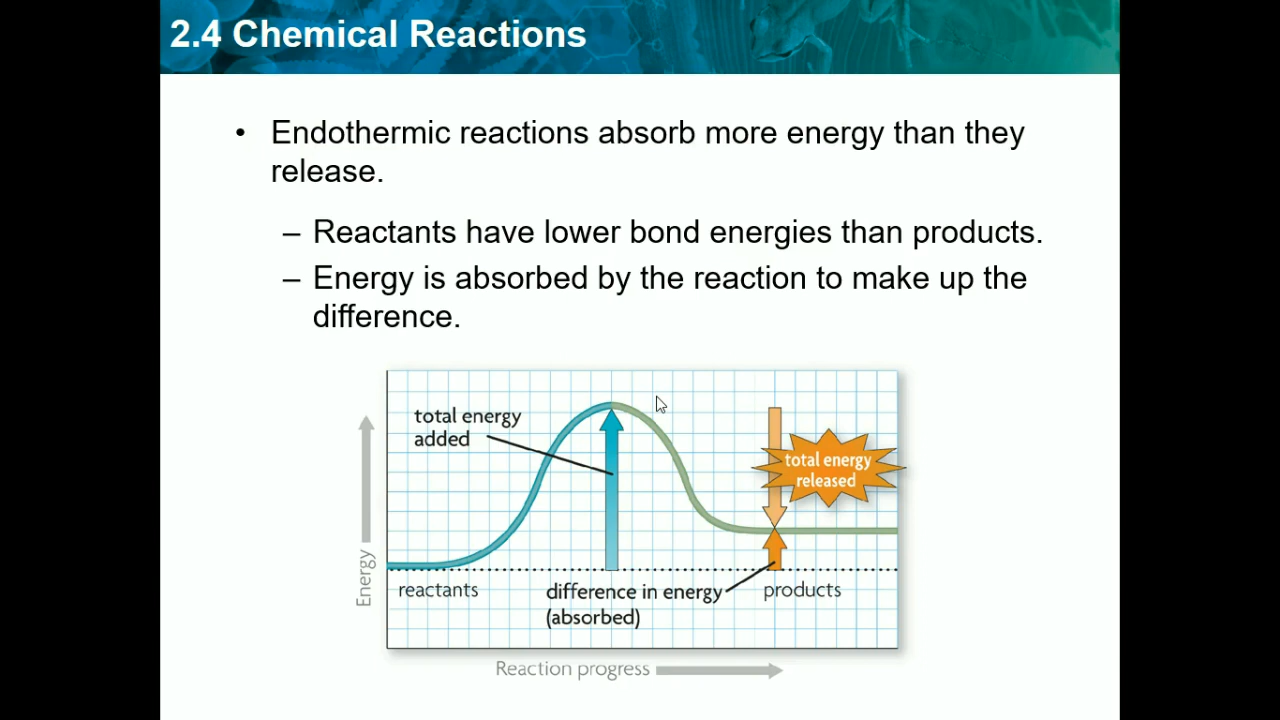 2.4 Chemical Reactions
• Endothermic reactions absorb more energy than they
release.
– Reactants have lower bond energies than products.
– Energy is absorbed by the reaction to make up the
difference.
total energy
added
total energy
released
Energy
reactants
difference in energy
(absorbed)
products
Reaction progress